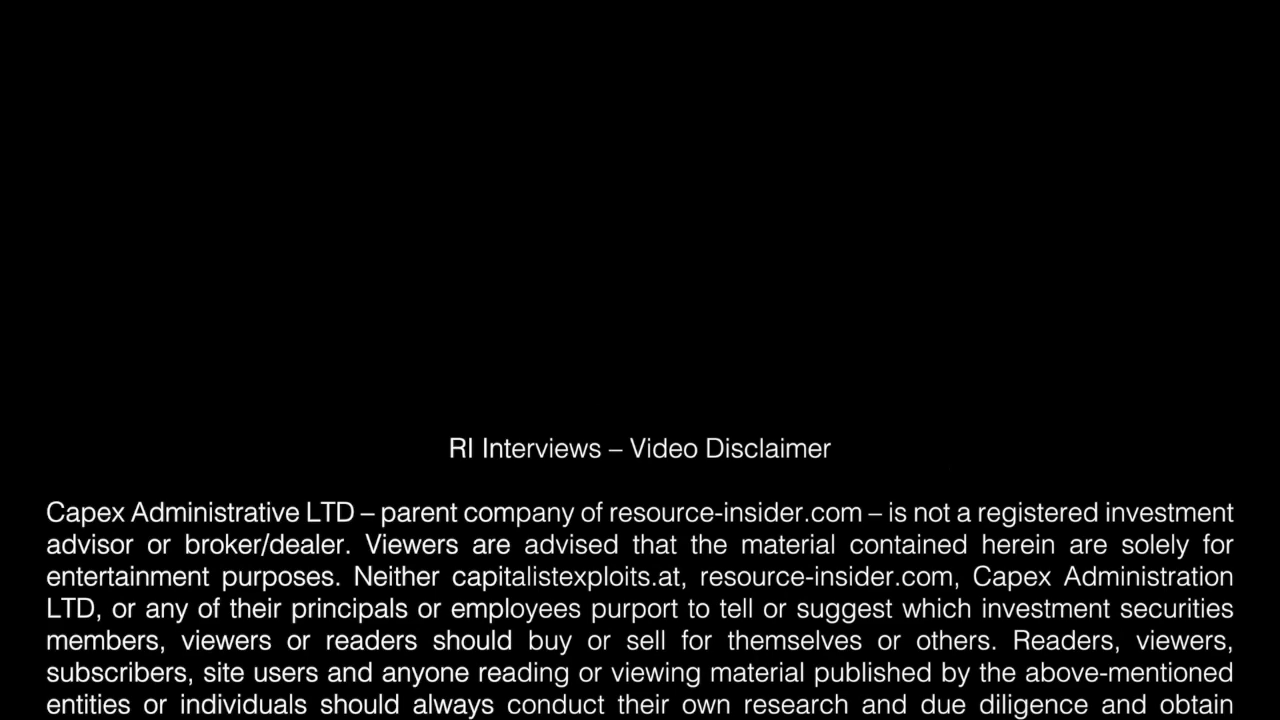 RI Interviews – Video Disclaimer
Capex Administrative LTD – parent company of resource-insider.com – is not a registered investment
advisor or broker/dealer. Viewers are advised that the material contained herein are solely for
entertainment purposes. Neither capitalistexploits.at, resource-insider.com, Capex Administration
LTD, or any of their principals or employees purport to tell or suggest which investment securities
members, viewers or readers should buy or sell for themselves or others. Readers, viewers,
subscribers, site users and anyone reading or viewing material published by the above-mentioned
entities or individuals should always conduct their own research and due diligence and obtain